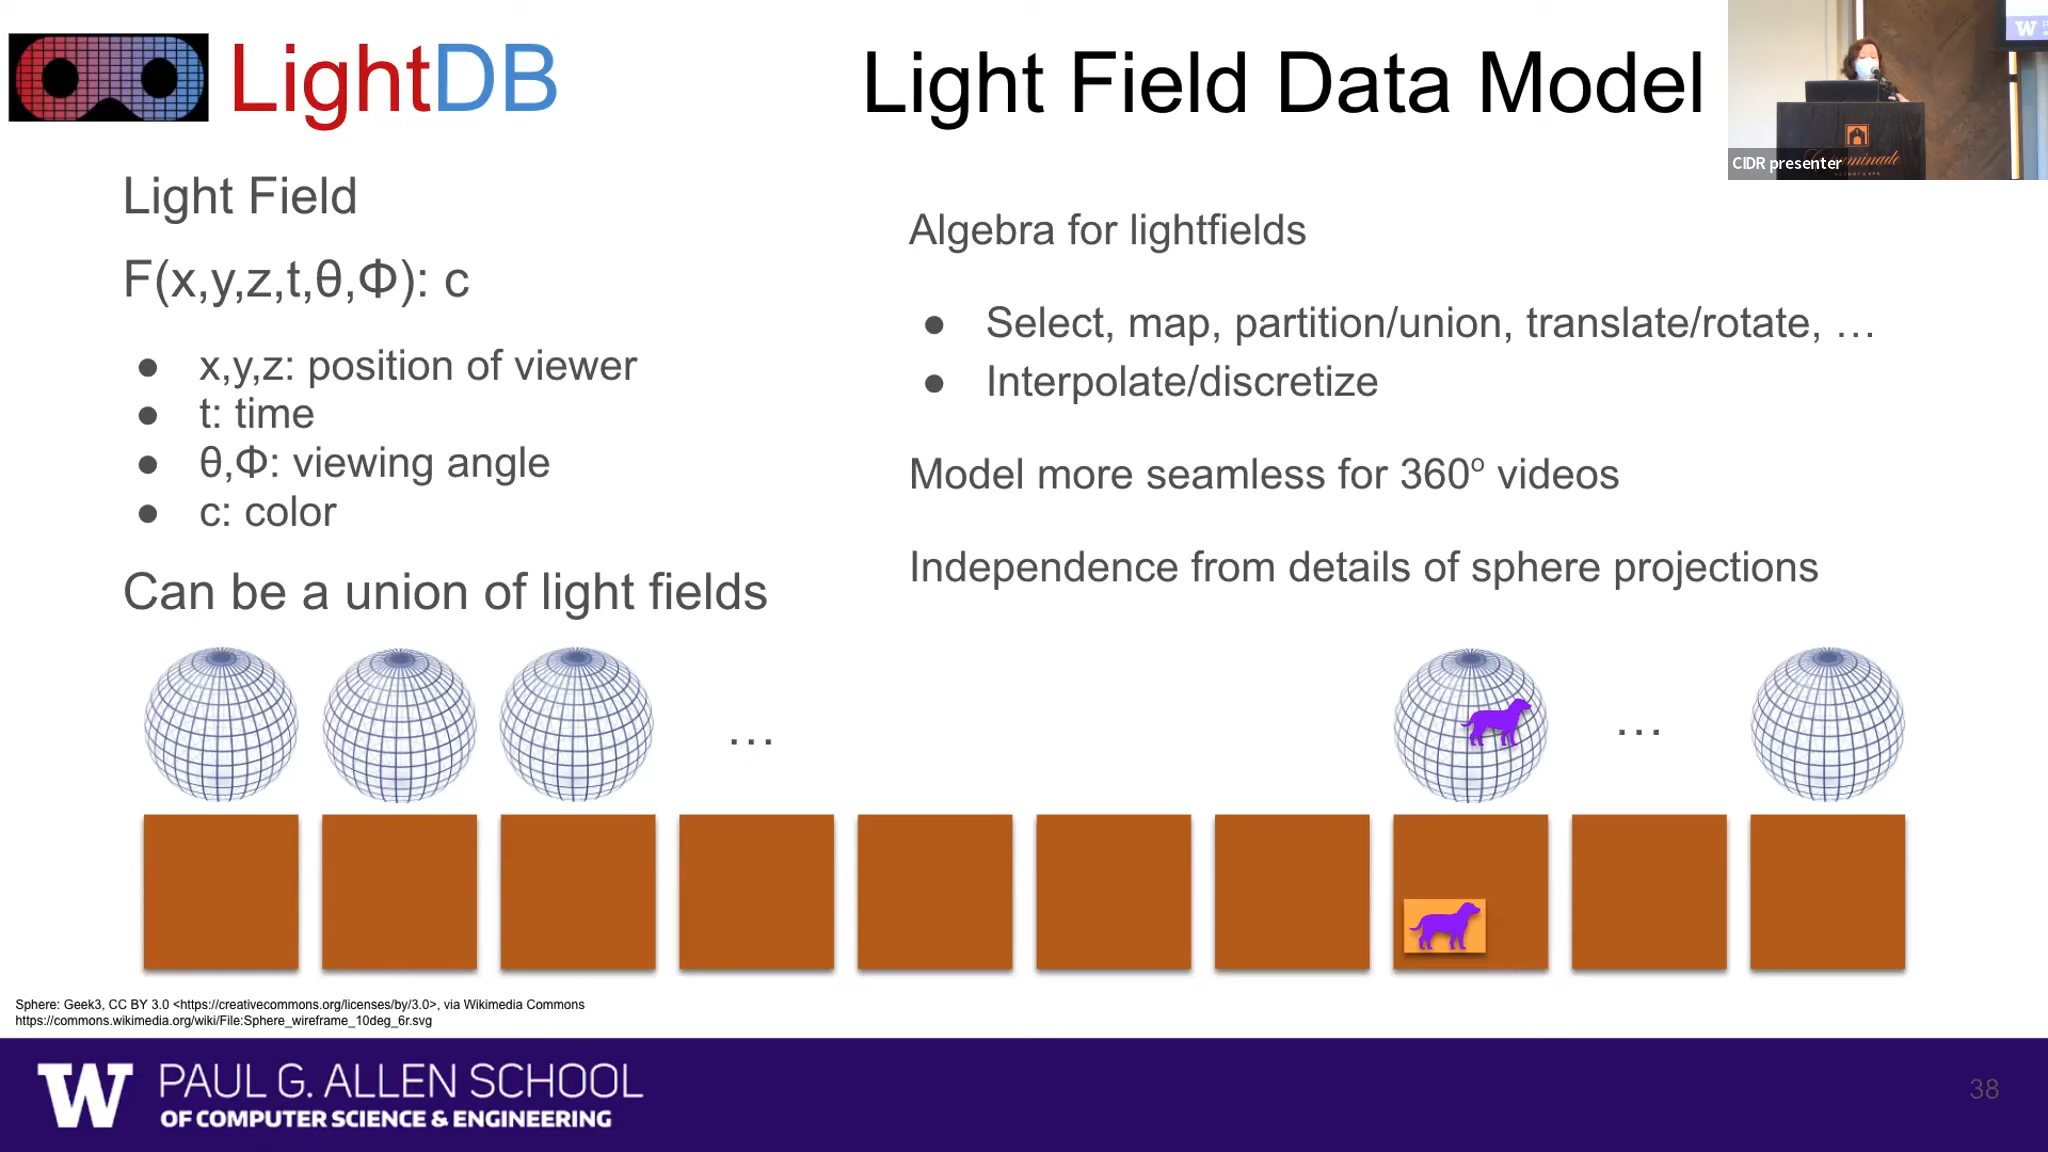 LightDB
Light Field Data Model
CIDR presenter
Light Field
F(x,y,z,t,θ,Φ): c
● x,y,z: position of viewer
● t: time
● θ,Φ: viewing angle
● c: color
Can be a union of light fields
Algebra for lightfields
● Select, map, partition/union, translate/rotate, …
● Interpolate/discretize
Model more seamless for 360º videos
Independence from details of sphere projections
…
…
Sphere: Geek3, CC BY 3.0 <https://creativecommons.org/licenses/by/3.0>, via Wikimedia Commons
https://commons.wikimedia.org/wiki/File:Sphere_wireframe_10deg_6r.svg
W PAUL G. ALLEN SCHOOL
OF COMPUTER SCIENCE & ENGINEERING
38